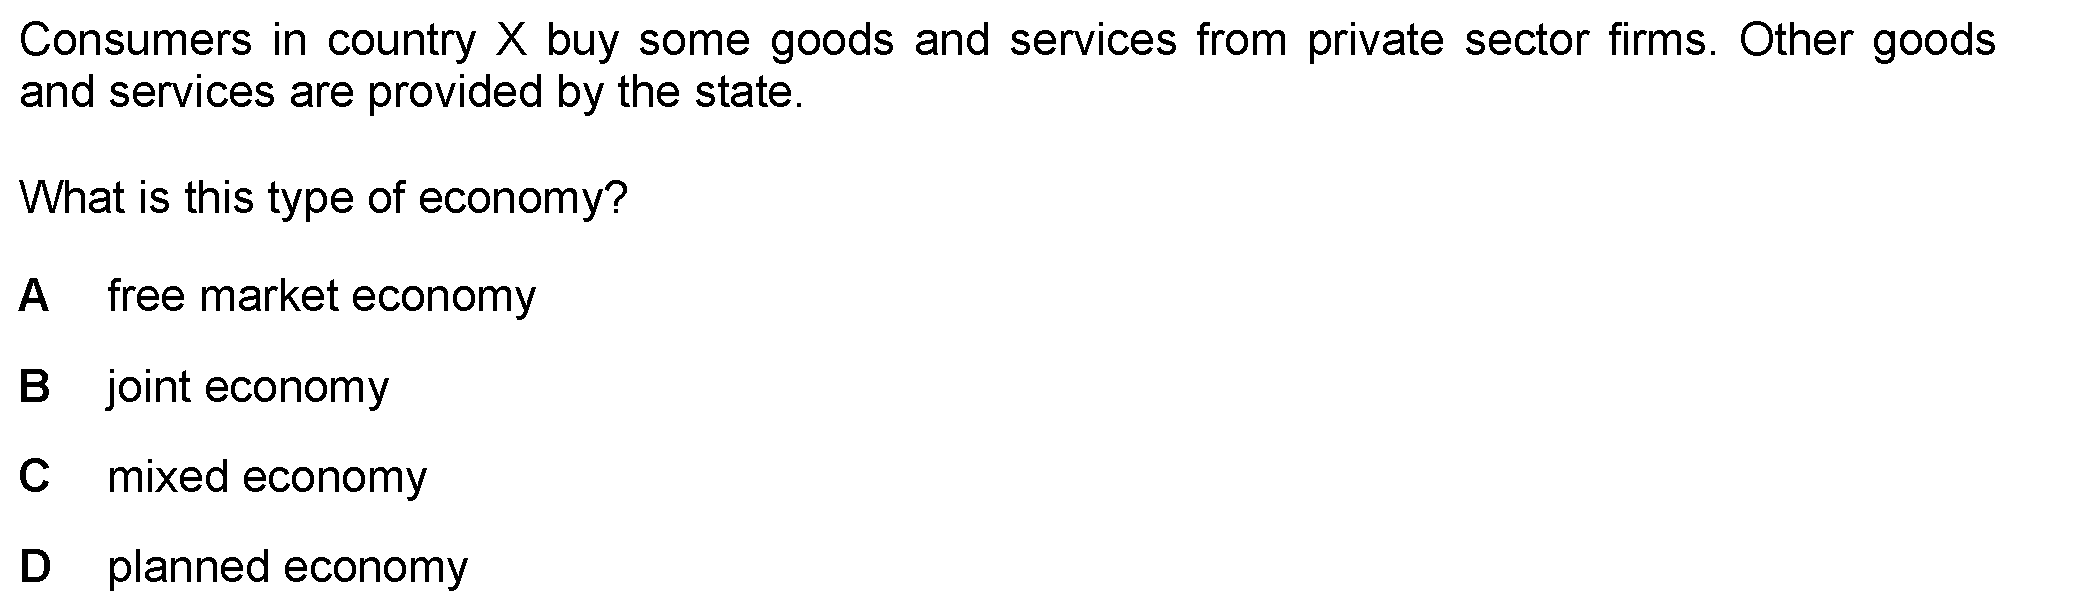 Consumers in country X buy some goods and services from private sector firms. Other goods
and services are provided by the state.
What is this type of economy?
A free market economy
B joint economy
C mixed economy
D planned economy